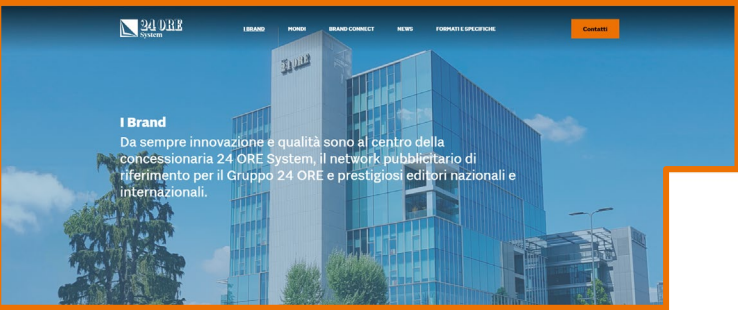 24 ORE
System
I BRAND
MONDI
BRAND CONNECT
NEWS
FORMATI E SPECIFICHE
Contatti
24 ORE
I Brand
Da sempre innovazione e qualità sono al centro della
concessionaria 24 ORE System, il network pubblicitario di
riferimento per il Gruppo 24 ORE e prestigiosi editori nazionali e
internazionali.